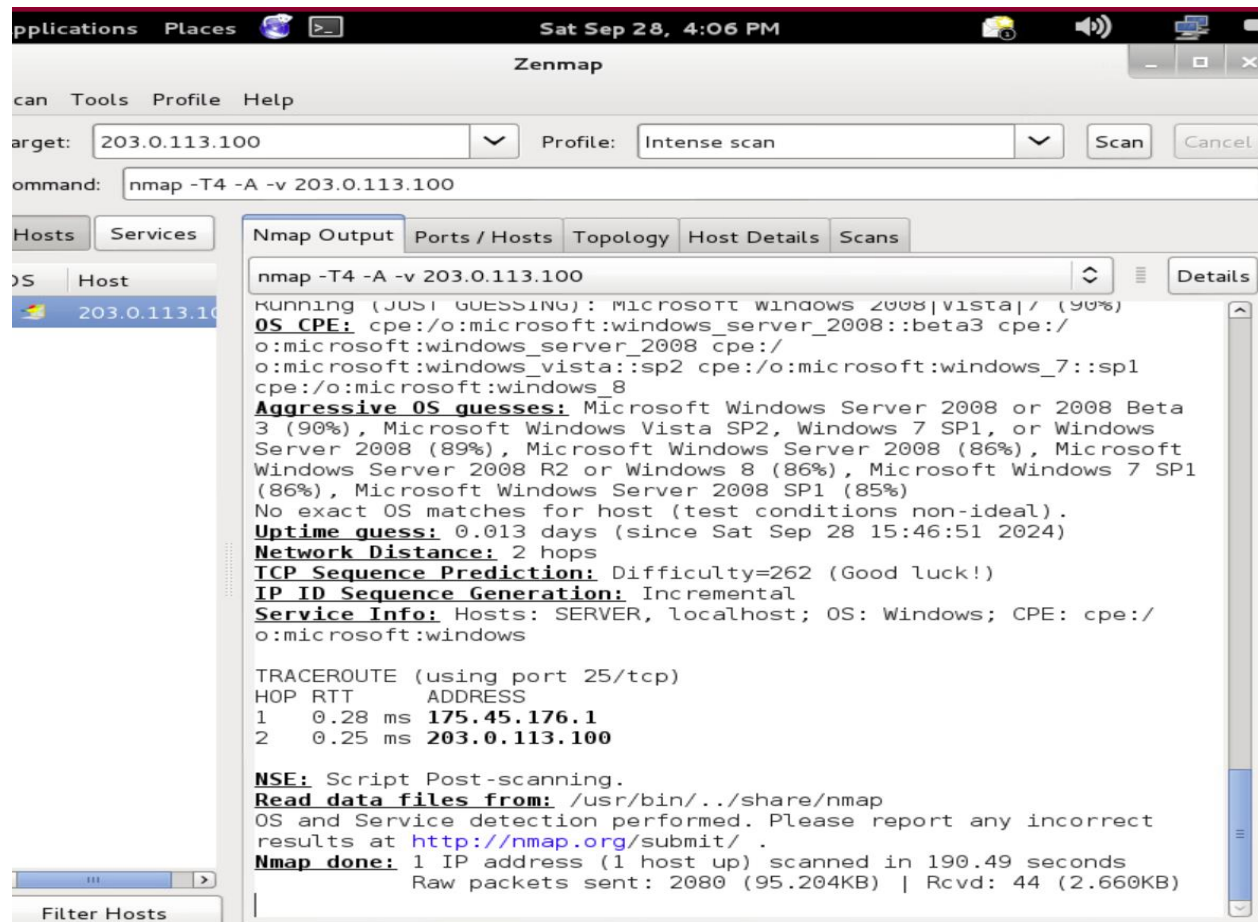 pplications Places Sat Sep 28, 4:06 PM
Zenmap
can Tools Profile Help
arget: 203.0.113.100 Profile: Intense scan Scan Cancel
ommand: nmap -T4 -A -v 203.0.113.100
Hosts Services Nmap Output Ports / Hosts Topology Host Details Scans
OS Host nmap -T4 -A -v 203.0.113.100 Details
203.0.113.10
Running (JUST GUESSING): Microsoft Windows 2008|Vista|7 (90%)
OS CPE: cpe:/o:microsoft:windows_server_2008::beta3 cpe:/
o:microsoft:windows_server_2008 cpe:/
o:microsoft:windows_vista::sp2 cpe:/o:microsoft:windows_7::sp1
cpe:/o:microsoft:windows_8
Aggressive OS guesses: Microsoft Windows Server 2008 or 2008 Beta
3 (90%), Microsoft Windows Vista SP2, Windows 7 SP1, or Windows
Server 2008 (89%), Microsoft Windows Server 2008 (86%), Microsoft
Windows Server 2008 R2 or Windows 8 (86%), Microsoft Windows 7 SP1
(86%), Microsoft Windows Server 2008 SP1 (85%)
No exact OS matches for host (test conditions non-ideal).
Uptime guess: 0.013 days (since Sat Sep 28 15:46:51 2024)
Network Distance: 2 hops
TCP Sequence Prediction: Difficulty=262 (Good luck!)
IP ID Sequence Generation: Incremental
Service Info: Hosts: SERVER, localhost; OS: Windows; CPE: cpe:/
o:microsoft:windows
TRACEROUTE (using port 25/tcp)
HOP RTT ADDRESS
1 0.28 ms 175.45.176.1
2 0.25 ms 203.0.113.100
NSE: Script Post-scanning.
Read data files from: /usr/bin/../share/nmap
OS and Service detection performed. Please report any incorrect
results at http://nmap.org/submit/ .
Nmap done: 1 IP address (1 host up) scanned in 190.49 seconds
Raw packets sent: 2080 (95.204KB) | Rcvd: 44 (2.660KB)
Filter Hosts